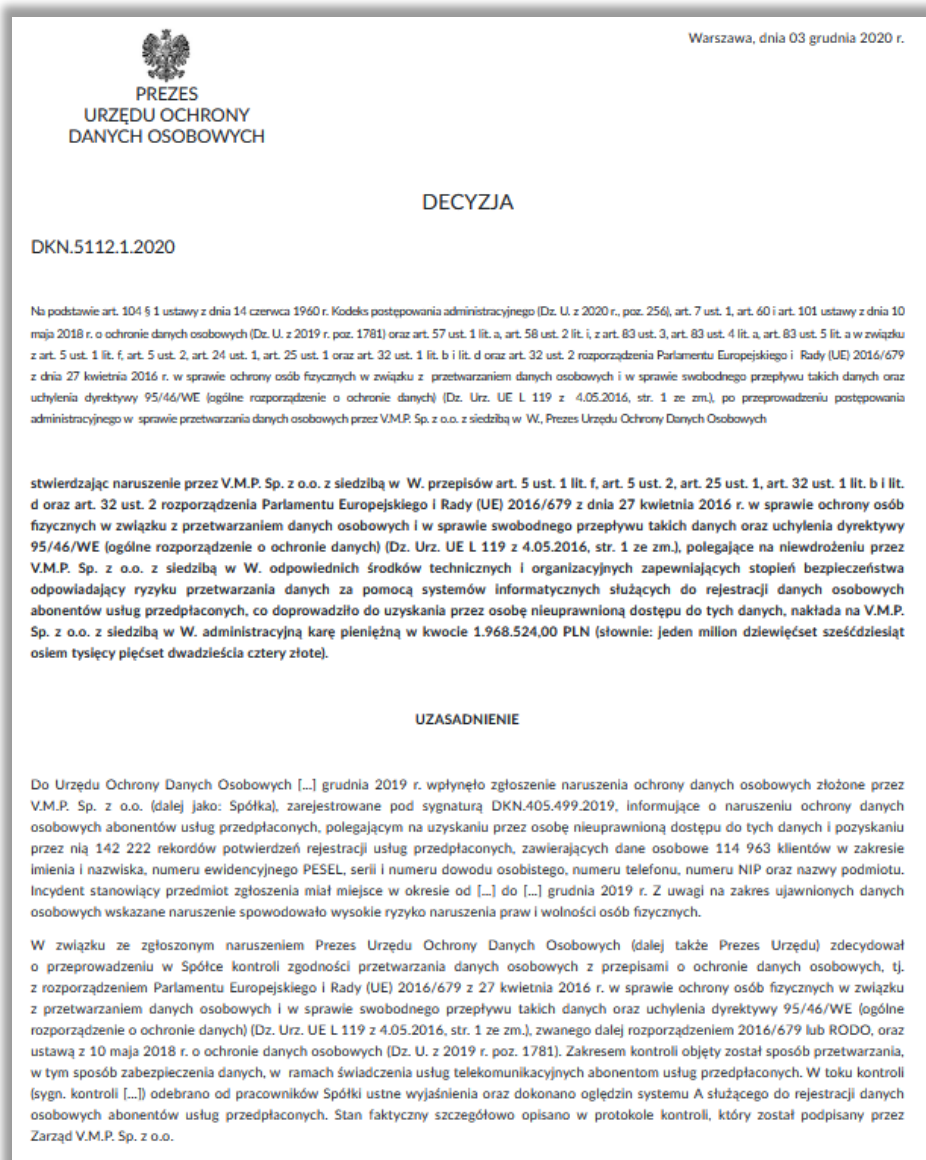 Warszawa, dnia 03 grudnia 2020 r.
PREZES
URZĘDU OCHRONY
DANYCH OSOBOWYCH
DECYZJA
DKN.5112.1.2020
Na podstawie art. 104 § 1 ustawy z dnia 14 czerwca 1960 r. Kodeks postępowania administracyjnego (Dz. U. z 2020 r., poz. 256), art. 7 ust. 1, art. 60 i art. 101 ustawy z dnia 10
maja 2018 r. o ochronie danych osobowych (Dz. U. z 2019 r. poz. 1781) oraz art. 57 ust. 1 lit. a, art. 58 ust. 2 lit. i, z art. 83 ust. 3, art. 83 ust. 4 lit. a, art. 83 ust. 5 lit. a w związku
z art. 5 ust. 1 lit. f, art. 5 ust. 2, art. 24 ust. 1, art. 25 ust. 1 oraz art. 32 ust. 1 lit. b i lit. d oraz art. 32 ust. 2 rozporządzenia Parlamentu Europejskiego i Rady (UE) 2016/679
z dnia 27 kwietnia 2016 r. w sprawie ochrony osób fizycznych w związku z przetwarzaniem danych osobowych i w sprawie swobodnego przepływu takich danych oraz
uchylenia dyrektywy 95/46/WE (ogólne rozporządzenie o ochronie danych) (Dz. Urz. UE L 119 z 4.05.2016, str. 1 ze zm.), po przeprowadzeniu postępowania
administracyjnego w sprawie przetwarzania danych osobowych przez V.M.P. Sp. z o.o. z siedzibą w W., Prezes Urzędu Ochrony Danych Osobowych
stwierdzając naruszenie przez V.M.P. Sp. z o.o. z siedzibą w W. przepisów art. 5 ust. 1 lit. f, art. 5 ust. 2, art. 25 ust. 1, art. 32 ust. 1 lit. b i lit.
d oraz art. 32 ust. 2 rozporządzenia Parlamentu Europejskiego i Rady (UE) 2016/679 z dnia 27 kwietnia 2016 r. w sprawie ochrony osób
fizycznych w związku z przetwarzaniem danych osobowych i w sprawie swobodnego przepływu takich danych oraz uchylenia dyrektywy
95/46/WE (ogólne rozporządzenie o ochronie danych) (Dz. Urz. UE L 119 z 4.05.2016, str. 1 ze zm.), polegające na niewdrożeniu przez
V.M.P. Sp. z o.o. z siedzibą w W. odpowiednich środków technicznych i organizacyjnych zapewniających stopień bezpieczeństwa
odpowiadający ryzyku przetwarzania danych za pomocą systemów informatycznych służących do rejestracji danych osobowych
abonentów usług przedpłaconych, co doprowadziło do uzyskania przez osobę nieuprawnioną dostępu do tych danych, nakłada na V.M.P.
Sp. z o.o. z siedzibą w W. administracyjną karę pieniężną w kwocie 1.968.524,00 PLN (słownie: jeden milion dziewięćset sześćdziesiąt
osiem tysięcy pięćset dwadzieścia cztery złote).
UZASADNIENIE
Do Urzędu Ochrony Danych Osobowych [...] grudnia 2019 r. wpłynęło zgłoszenie naruszenia ochrony danych osobowych złożone przez
V.M.P. Sp. z o.o. (dalej jako: Spółka), zarejestrowane pod sygnaturą DKN.405.499.2019, informujące o naruszeniu ochrony danych
osobowych abonentów usług przedpłaconych, polegającym na uzyskaniu przez osobę nieuprawnioną dostępu do tych danych i pozyskaniu
przez nią 142 222 rekordów potwierdzeń rejestracji usług przedpłaconych, zawierających dane osobowe 114 963 klientów w zakresie
imienia i nazwiska, numeru ewidencyjnego PESEL, serii i numeru dowodu osobistego, numeru telefonu, numeru NIP oraz nazwy podmiotu.
Incydent stanowiący przedmiot zgłoszenia miał miejsce w okresie od [...] do [...] grudnia 2019 r. Z uwagi na zakres ujawnionych danych
osobowych wskazane naruszenie spowodowało wysokie ryzyko naruszenia praw i wolności osób fizycznych.
W związku ze zgłoszonym naruszeniem Prezes Urzędu Ochrony Danych Osobowych (dalej także Prezes Urzędu) zdecydował
o przeprowadzeniu w Spółce kontroli zgodności przetwarzania danych osobowych z przepisami o ochronie danych osobowych, tj.
z rozporządzeniem Parlamentu Europejskiego i Rady (UE) 2016/679 z 27 kwietnia 2016 r. w sprawie ochrony osób fizycznych w związku
z przetwarzaniem danych osobowych i w sprawie swobodnego przepływu takich danych oraz uchylenia dyrektywy 95/46/WE (ogólne
rozporządzenie o ochronie danych) (Dz. Urz. UE L 119 z 4.05.2016, str. 1 ze zm.), zwanego dalej rozporządzeniem 2016/679 lub RODO, oraz
ustawą z 10 maja 2018 r. o ochronie danych osobowych (Dz. U. z 2019 r. poz. 1781). Zakresem kontroli objęty został sposób przetwarzania,
w tym sposób zabezpieczenia danych, w ramach świadczenia usług telekomunikacyjnych abonentom usług przedpłaconych. W toku kontroli
(sygn. kontroli [...]) odebrano od pracowników Spółki ustne wyjaśnienia oraz dokonano oględzin systemu A służącego do rejestracji danych
osobowych abonentów usług przedpłaconych. Stan faktyczny szczegółowo opisano w protokole kontroli, który został podpisany przez
Zarząd V.M.P. Sp. z o.o.